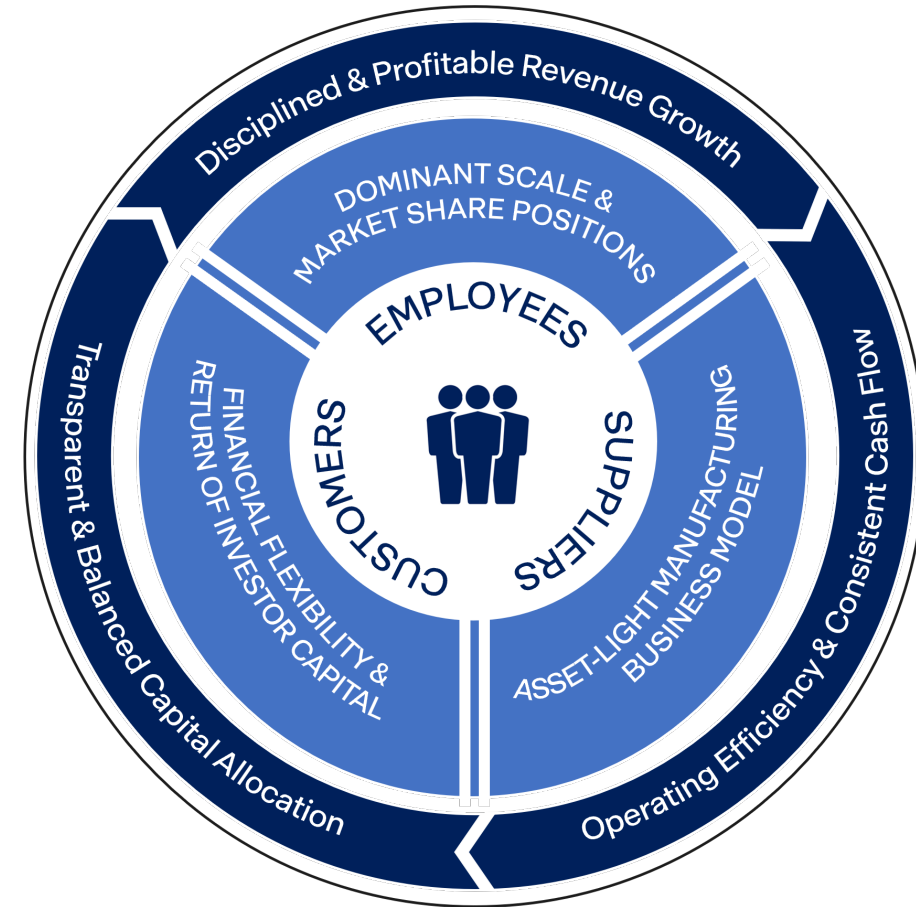 Disciplined & Profitable Revenue Growth
Operating Efficiency & Consistent Cash Flow
Transparent & Balanced Capital Allocation
DOMINANT SCALE &
MARKET SHARE POSITIONS
ASSET-LIGHT MANUFACTURING
BUSINESS MODEL
FINANCIAL FLEXIBILITY &
RETURN OF INVESTOR CAPITAL
EMPLOYEES
SUPPLIERS
CUSTOMERS